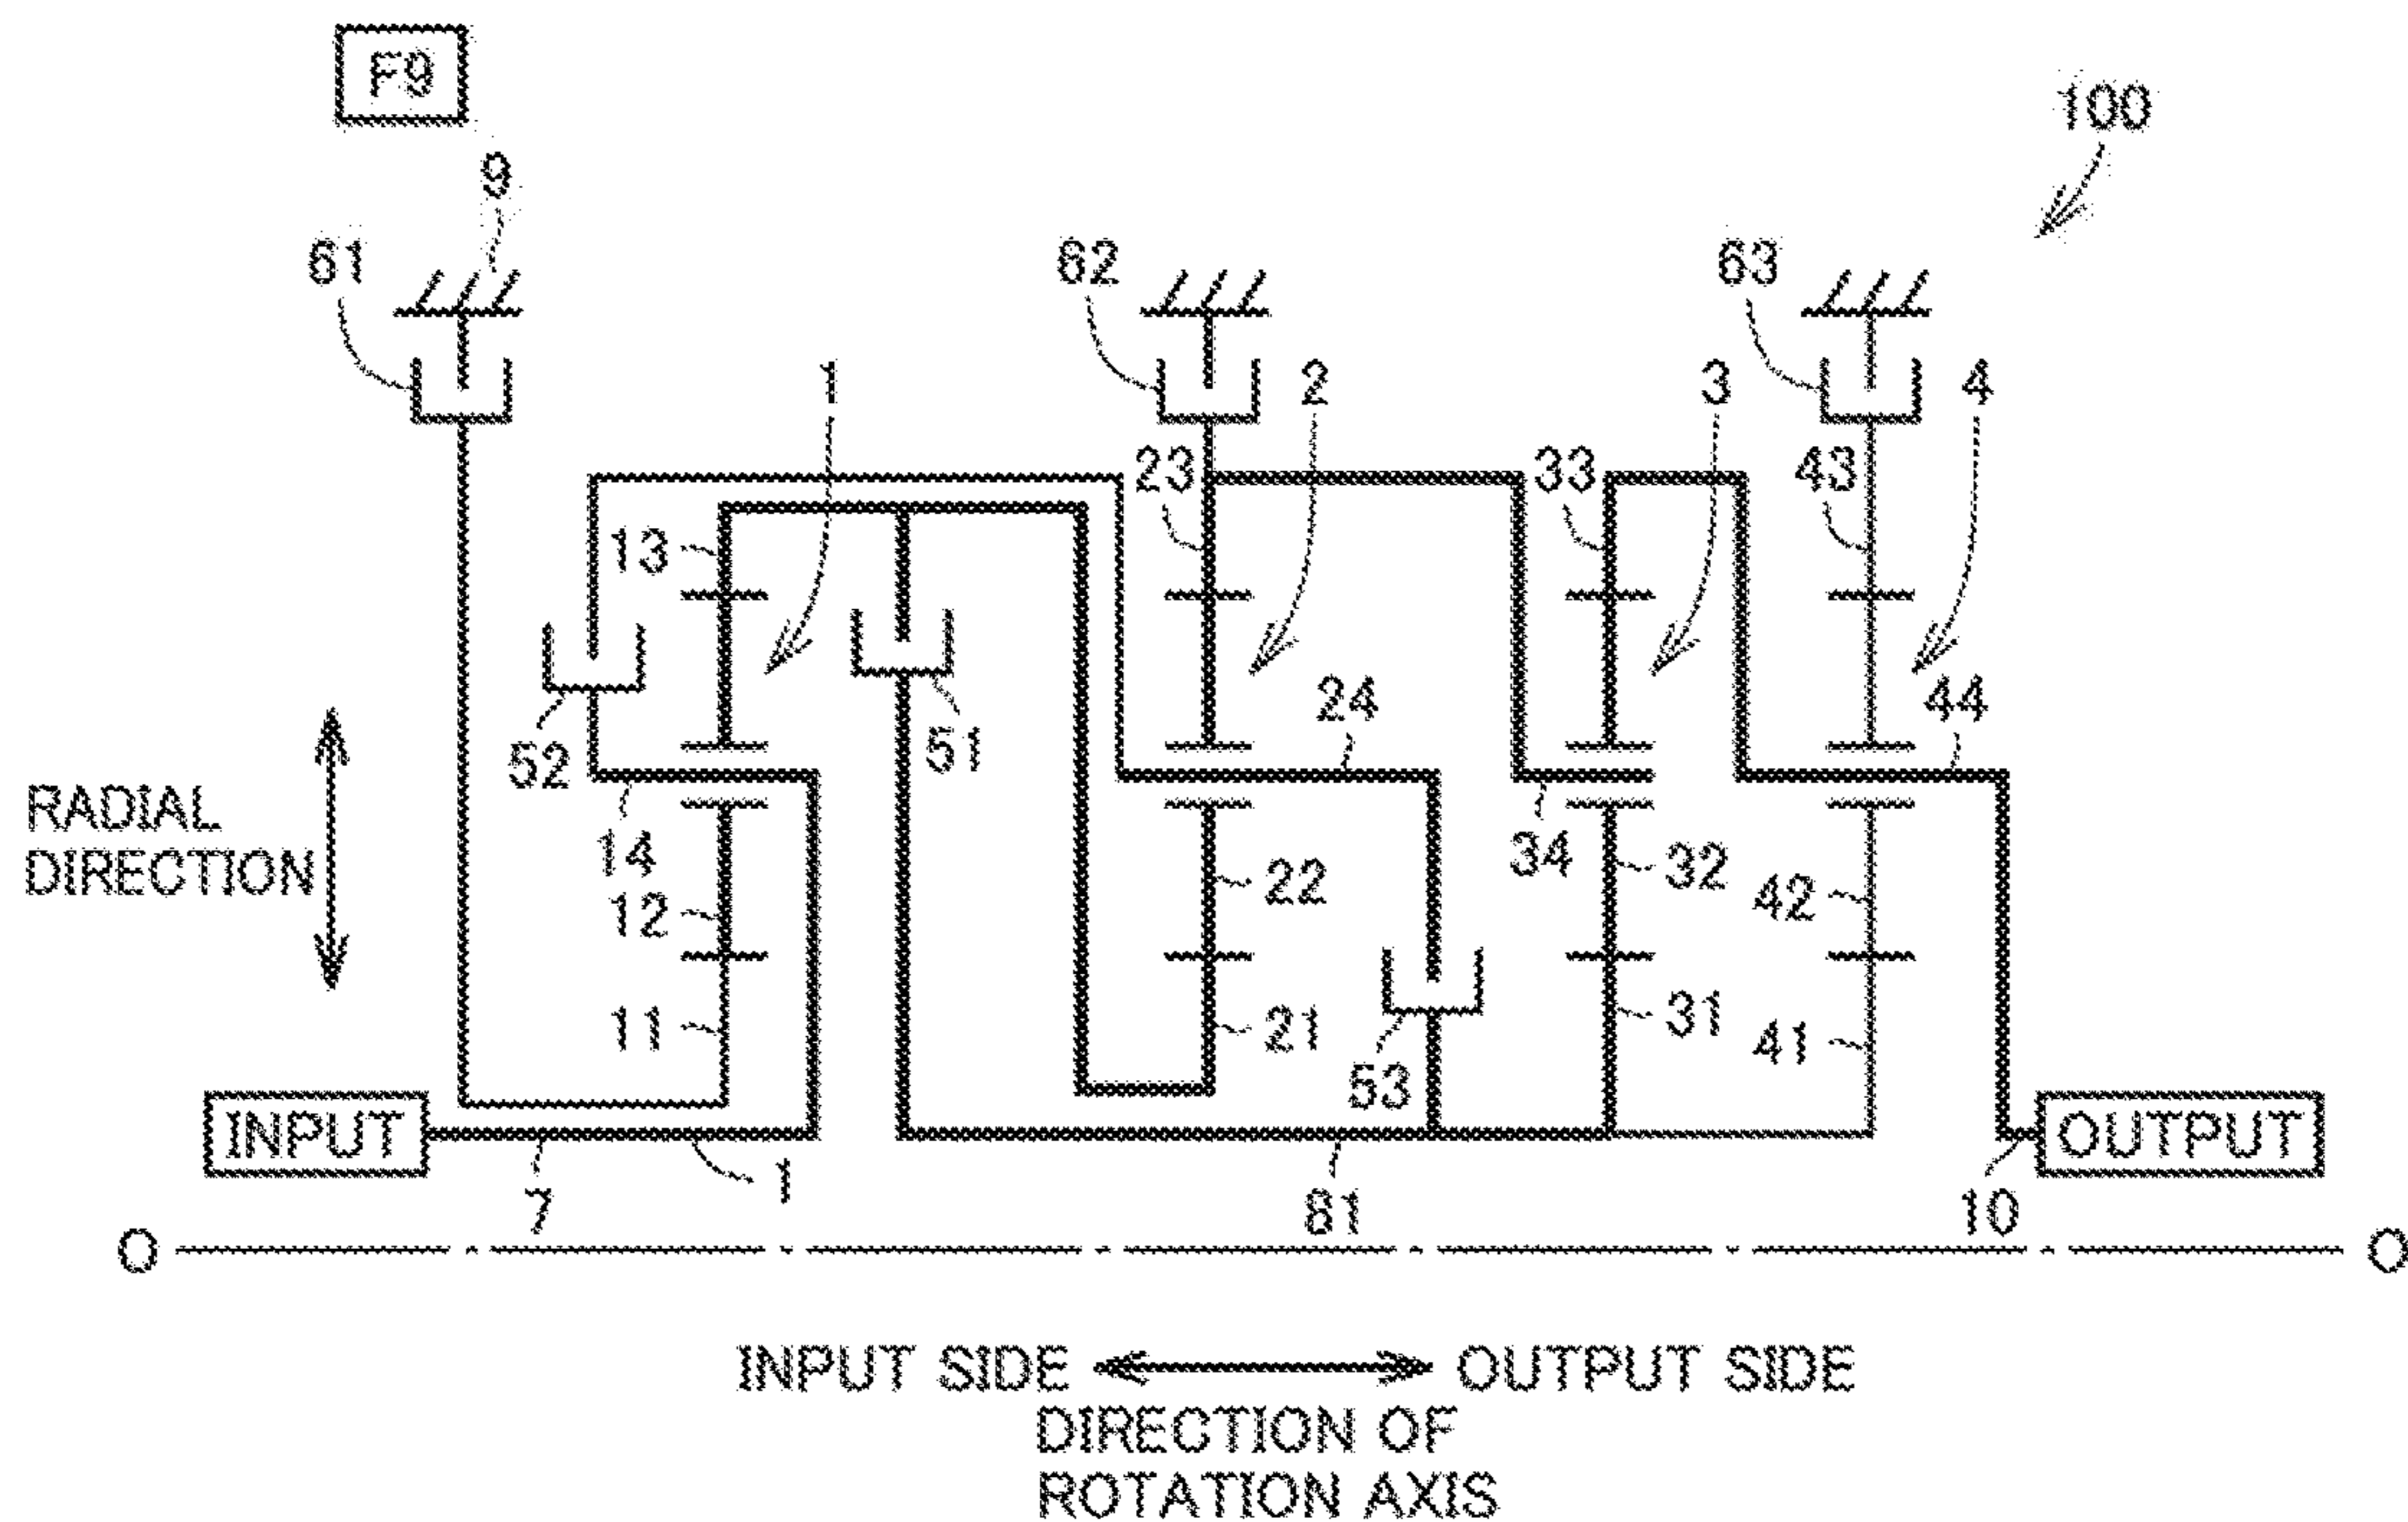 F9
9
100
61
62
63
1
2
3
4
23
33
43
13
24
44
52
51
RADIAL
DIRECTION
14
34
32
22
42
12
11
21
31
41
53
INPUT
OUTPUT
7
1
81
10
O
O
INPUT SIDE
OUTPUT SIDE
DIRECTION OF
ROTATION AXIS